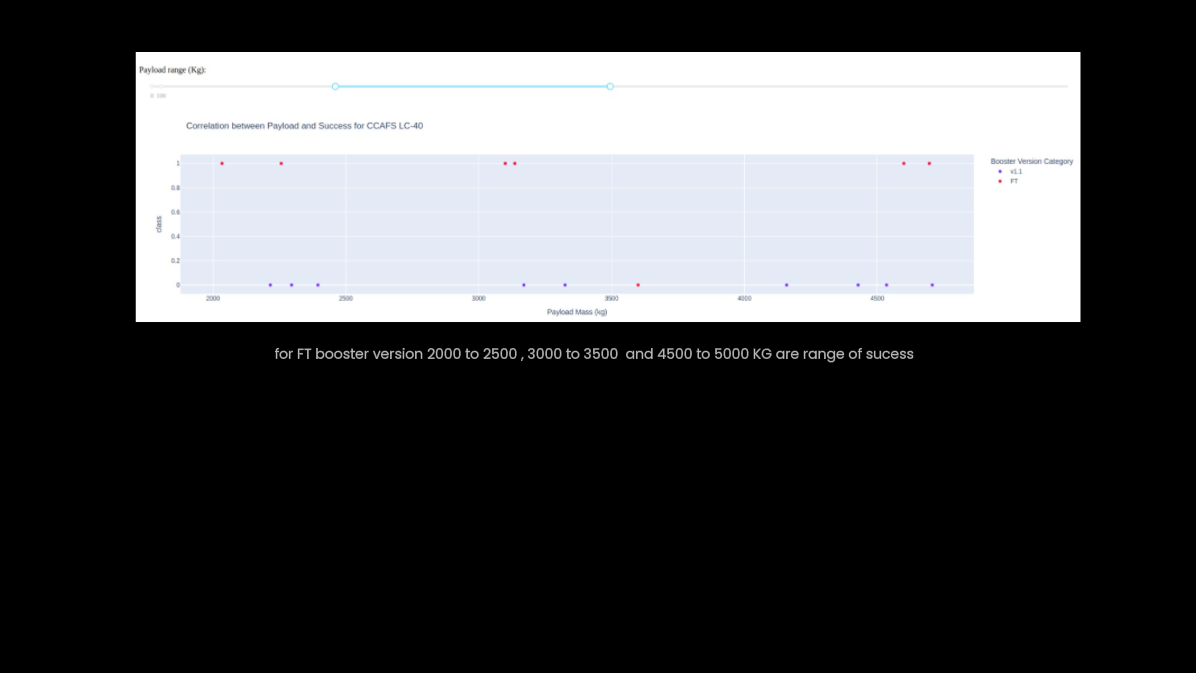 Payload range (Kg):
Correlation between Payload and Success for CCAFS LC-40
Booster Version Category
v1.1
FT
1
0.8
0.6
0.4
0.2
0
class
2000 2500 3000 3500 4000 4500
Payload Mass (kg)
for FT booster version 2000 to 2500 , 3000 to 3500 and 4500 to 5000 KG are range of sucess